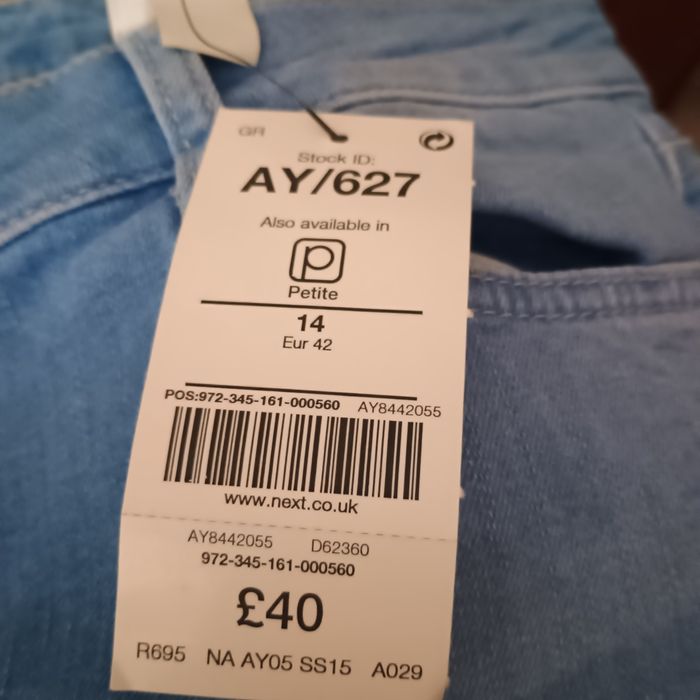 GR
Stock ID:
AY/627
Also available in
p
Petite
14
Eur 42
POS:972-345-161-000560 AY8442055
www.next.co.uk
AY8442055 D62360
972-345-161-000560
£40
R695 NA AY05 SS15 A029